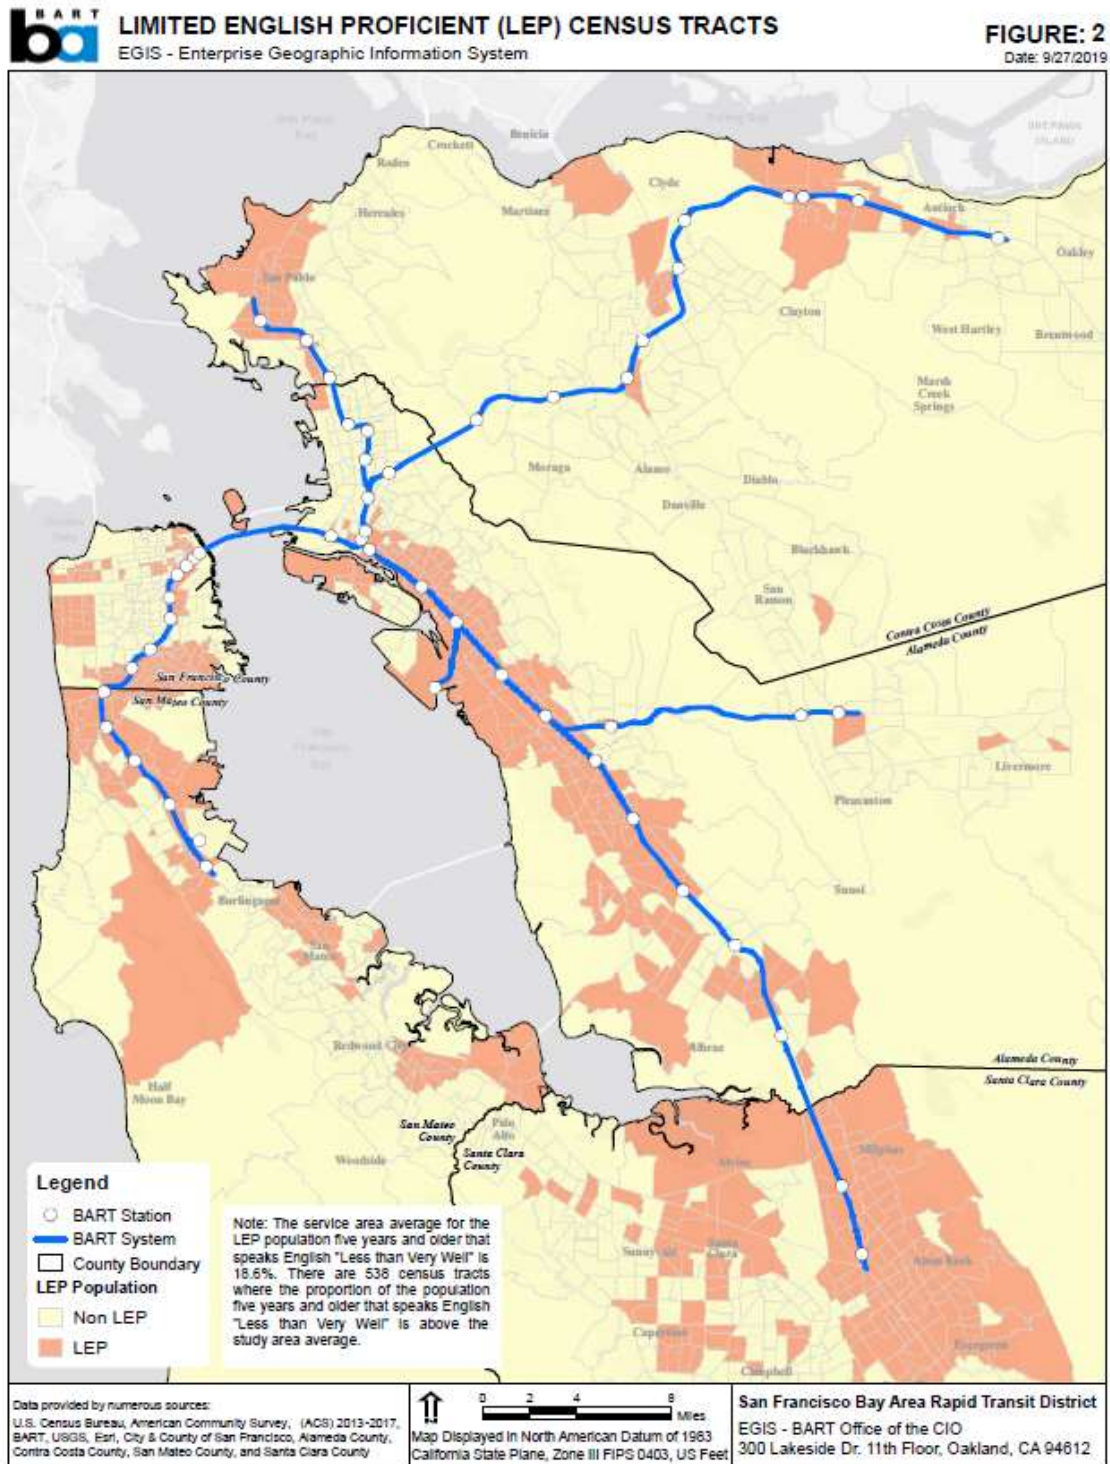 BART
ba
LIMITED ENGLISH PROFICIENT (LEP) CENSUS TRACTS
EGIS - Enterprise Geographic Information System
FIGURE: 2
Date: 9/27/2019
Benicia
Crockett
Rodeo
Hercules
Martinez
Clyde
Antioch
Oakley
San Pablo
Clayton
West Hartley
Brentwood
Marsh
Creek
Springs
Moraga
Alamo
Diablo
Danville
Blackhawk
San
Ramon
Contra Costa County
Alameda County
San Francisco County
San Mateo County
Livermore
Pleasanton
Sunol
Burlingame
San
Mateo
Redwood City
Half
Moon Bay
Alameda County
Santa Clara County
San Mateo
County
Palo
Alto
Santa Clara
County
Woodside
Milpitas
Alviso
Sunnyvale
Santa
Clara
Alum Rock
Cupertino
Campbell
Evergreen
Legend
BART Station
BART System
County Boundary
LEP Population
Non LEP
LEP
Note: The service area average for the
LEP population five years and older that
speaks English "Less than Very Well" is
18.6%. There are 538 census tracts
where the proportion of the population
five years and older that speaks English
"Less than Very Well" is above the
study area average.
Data provided by numerous sources:
U.S. Census Bureau, American Community Survey, (ACS) 2013-2017,
BART, USGS, Esri, City & County of San Francisco, Alameda County,
Contra Costa County, San Mateo County, and Santa Clara County
0 2 4 8
Miles
Map Displayed in North American Datum of 1983
California State Plane, Zone III FIPS 0403, US Feet
San Francisco Bay Area Rapid Transit District
EGIS - BART Office of the CIO
300 Lakeside Dr. 11th Floor, Oakland, CA 94612